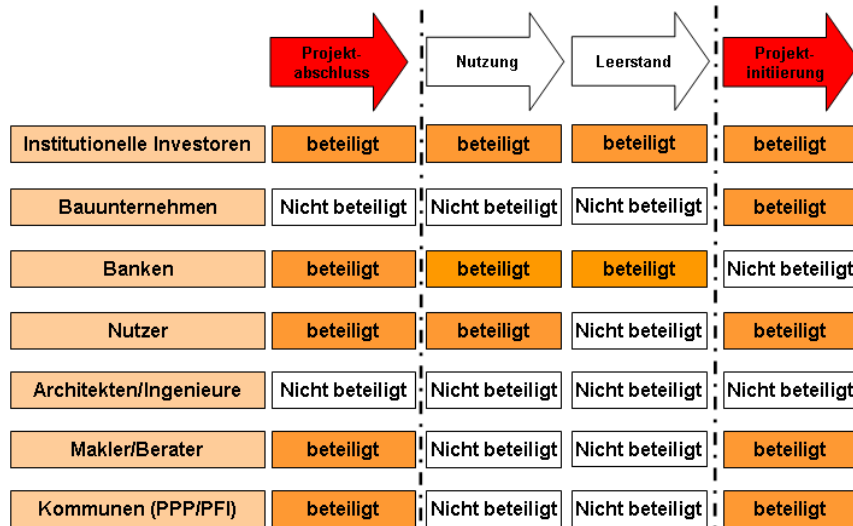 Projekt-
abschluss
Nutzung
Leerstand
Projekt-
initiierung
Institutionelle Investoren beteiligt beteiligt beteiligt beteiligt
Bauunternehmen Nicht beteiligt Nicht beteiligt Nicht beteiligt beteiligt
Banken beteiligt beteiligt beteiligt Nicht beteiligt
Nutzer beteiligt beteiligt Nicht beteiligt beteiligt
Architekten/Ingenieure Nicht beteiligt Nicht beteiligt Nicht beteiligt Nicht beteiligt
Makler/Berater beteiligt Nicht beteiligt Nicht beteiligt beteiligt
Kommunen (PPP/PFI) beteiligt Nicht beteiligt Nicht beteiligt beteiligt